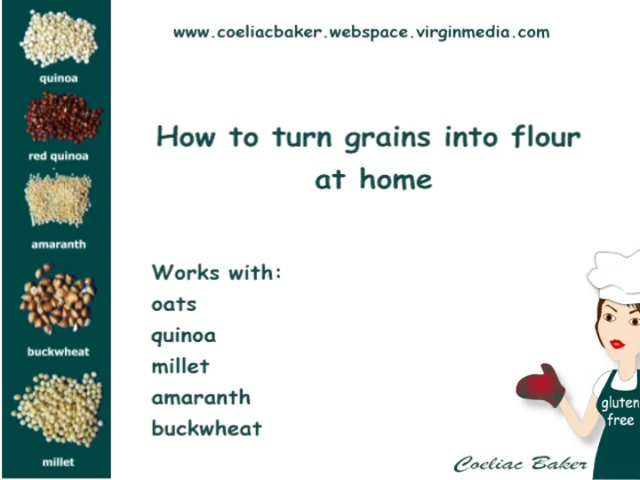 www.coeliacbaker.webspace.virginmedia.com
How to turn grains into flour
at home
quinoa
red quinoa
amaranth
buckwheat
millet
Works with:
oats
quinoa
millet
amaranth
buckwheat
gluten
free
Coeliac Baker